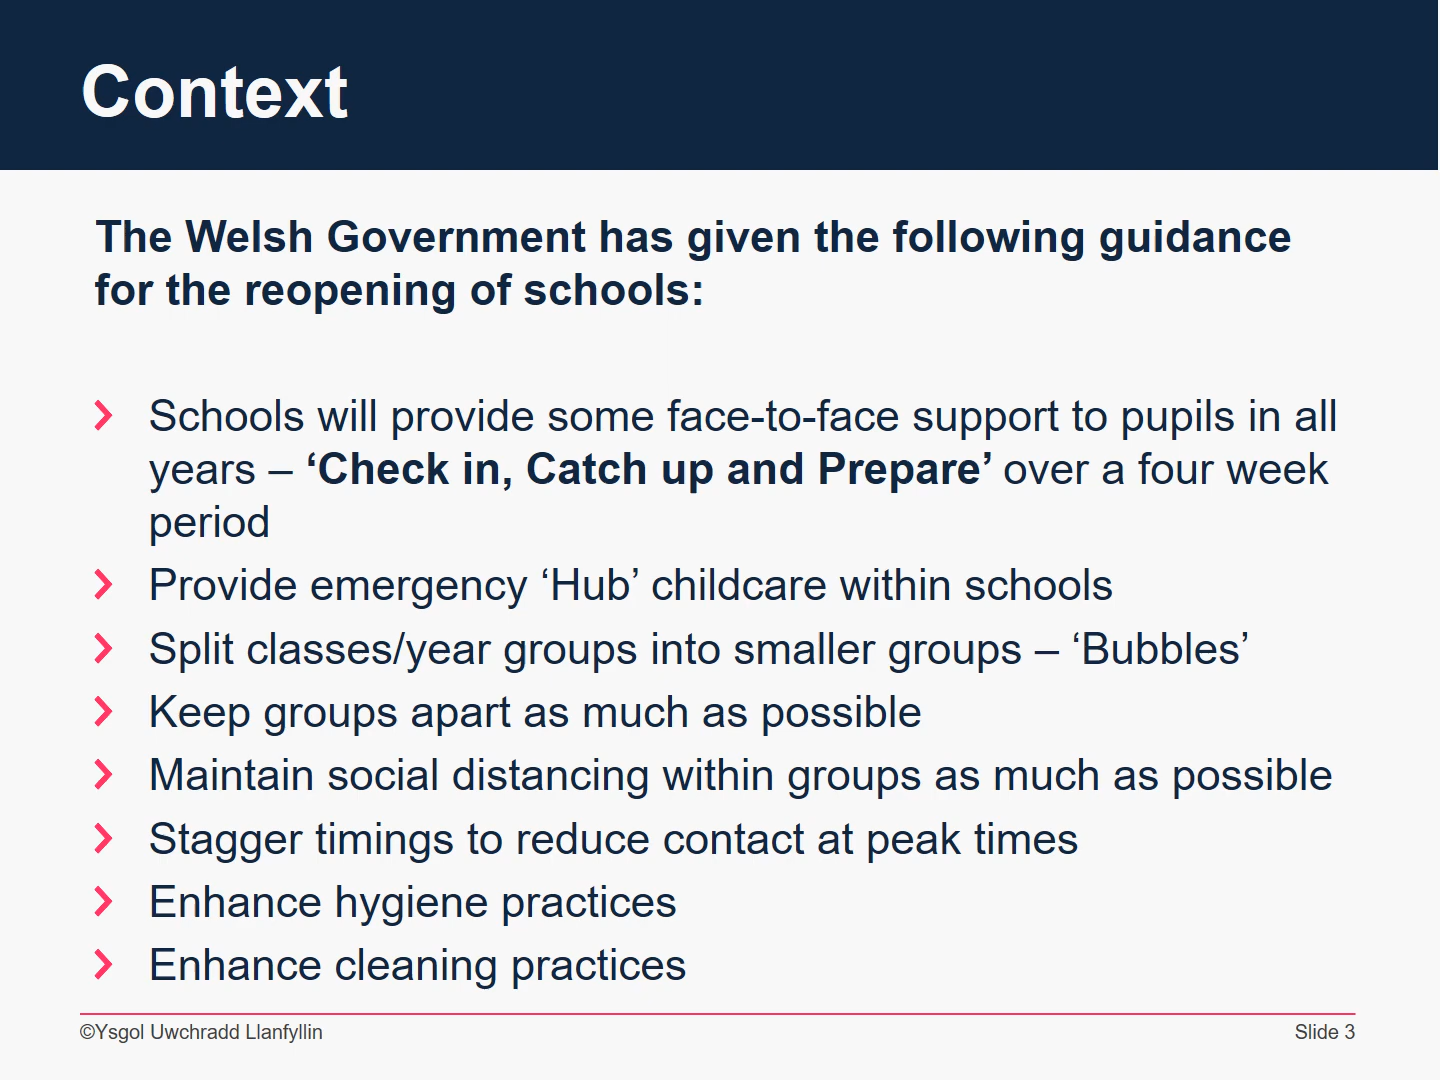 Context
The Welsh Government has given the following guidance
for the reopening of schools:
Schools will provide some face-to-face support to pupils in all
years – ‘Check in, Catch up and Prepare’ over a four week
period
Provide emergency ‘Hub’ childcare within schools
Split classes/year groups into smaller groups – ‘Bubbles’
Keep groups apart as much as possible
Maintain social distancing within groups as much as possible
Stagger timings to reduce contact at peak times
Enhance hygiene practices
Enhance cleaning practices
©Ysgol Uwchradd Llanfyllin
Slide 3